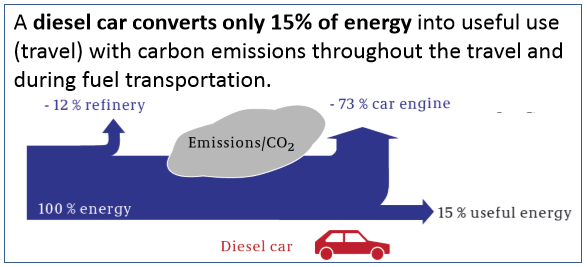 A diesel car converts only 15% of energy into useful use
(travel) with carbon emissions throughout the travel and
during fuel transportation.
- 12 % refinery
- 73 % car engine
Emissions/CO₂
100 % energy
15 % useful energy
Diesel car